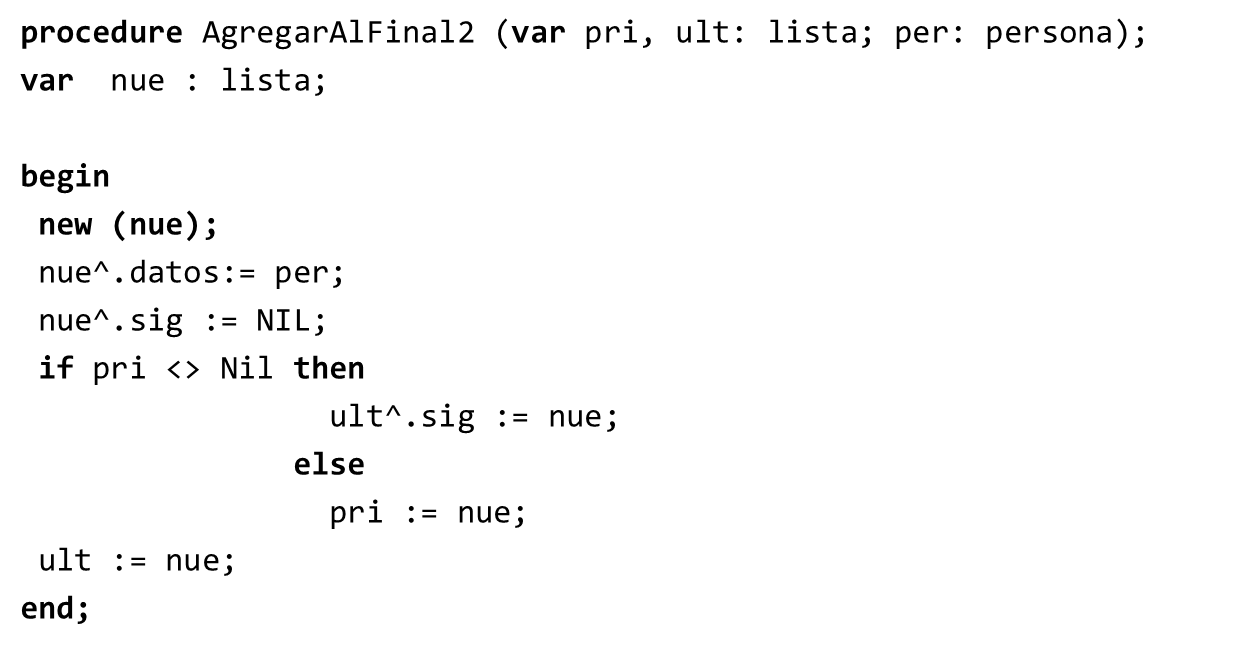 procedure AgregarAlFinal2 (var pri, ult: lista; per: persona);
var  nue : lista;
begin
new (nue);
nue^.datos:= per;
nue^.sig := NIL;
if pri <> Nil then
ult^.sig := nue;
else
pri := nue;
ult := nue;
end;